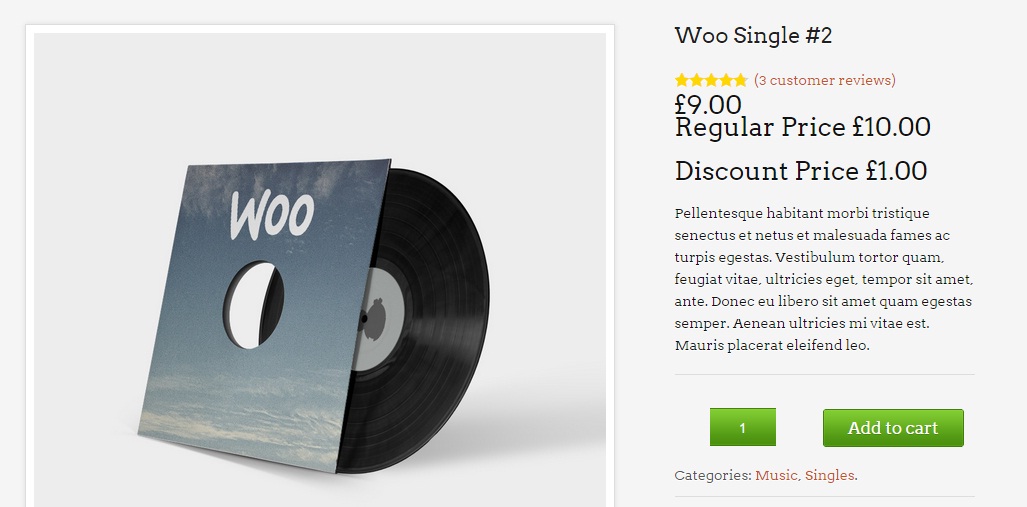 WOO
Woo Single #2
(3 customer reviews)
£9.00
Regular Price £10.00
Discount Price £1.00
Pellentesque habitant morbi tristique
senectus et netus et malesuada fames ac
turpis egestas. Vestibulum tortor quam,
feugiat vitae, ultricies eget, tempor sit amet,
ante. Donec eu libero sit amet quam egestas
semper. Aenean ultricies mi vitae est.
Mauris placerat eleifend leo.
1
Add to cart
Categories: Music, Singles.